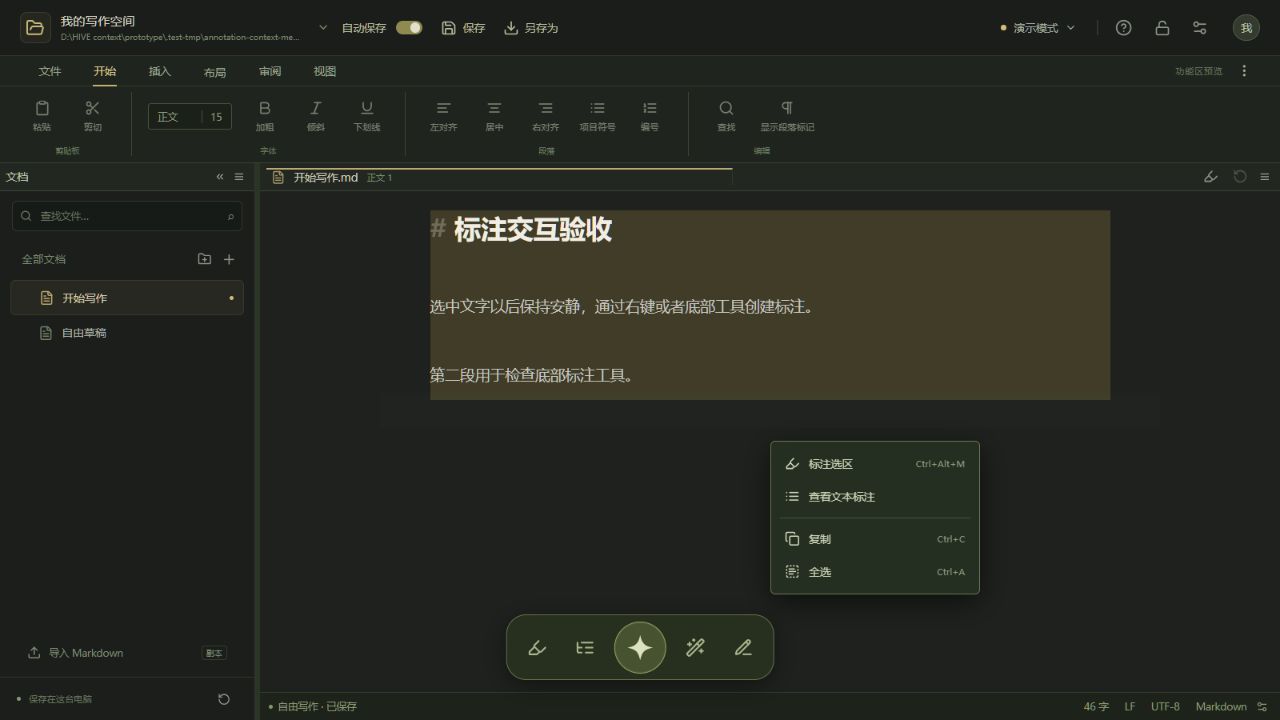 我的写作空间
D:\HIVE context\prototype\.test-tmp\annotation-context-me...
自动保存
保存
另存为
演示模式
我
文件
开始
插入
布局
审阅
视图
功能区预览
粘贴
剪切
剪贴板
正文 15
加粗
倾斜
下划线
字体
左对齐
居中
右对齐
项目符号
编号
段落
查找
显示段落标记
编辑
文档
查找文件...
全部文档
开始写作
自由草稿
导入 Markdown
副本
保存在这台电脑
开始写作.md 正文 1
# 标注交互验收
选中文字以后保持安静，通过右键或者底部工具创建标注。
第二段用于检查底部标注工具。
标注选区 Ctrl+Alt+M
查看文本标注
复制 Ctrl+C
全选 Ctrl+A
自由写作 · 已保存
46 字
LF
UTF-8
Markdown